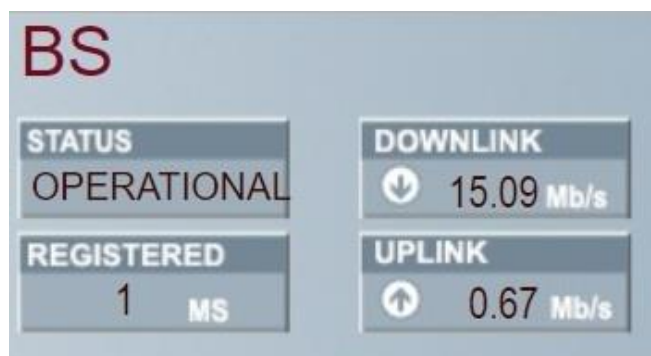 BS
STATUS
OPERATIONAL
DOWNLINK
15.09 Mb/s
REGISTERED
1 MS
UPLINK
0.67 Mb/s